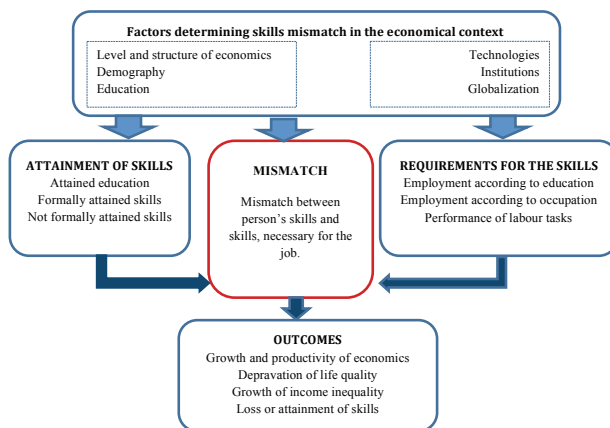 Factors determining skills mismatch in the economical context
Level and structure of economics
Demography
Education
Technologies
Institutions
Globalization
ATTAINMENT OF SKILLS
Attained education
Formally attained skills
Not formally attained skills
MISMATCH
Mismatch between
person's skills and
skills, necessary for the
job.
REQUIREMENTS FOR THE SKILLS
Employment according to education
Employment according to occupation
Performance of labour tasks
OUTCOMES
Growth and productivity of economics
Depravation of life quality
Growth of income inequality
Loss or attainment of skills